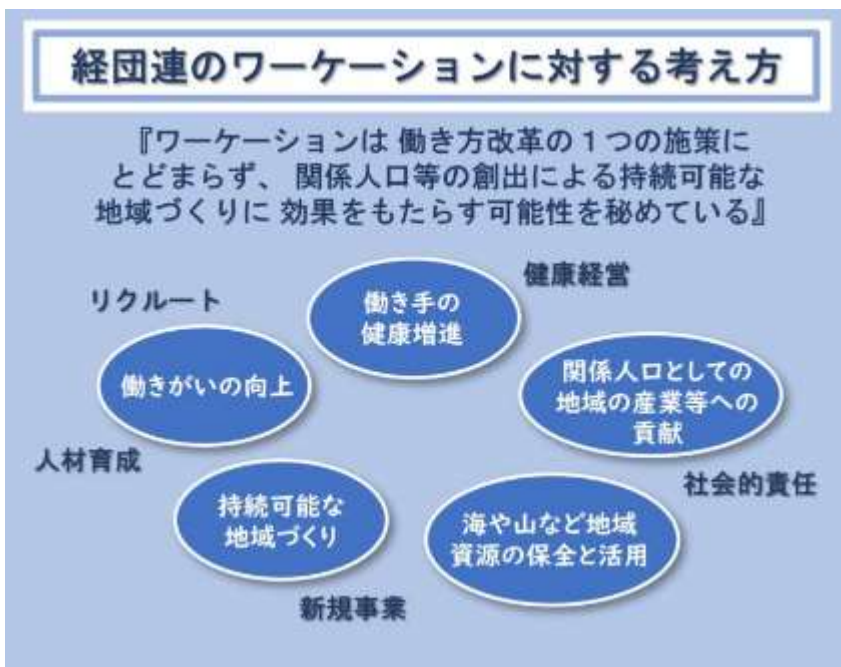 経団連のワーケーションに対する考え方
『ワーケーションは 働き方改革の１つの施策に
とどまらず、 関係人口等の創出による持続可能な
地域づくりに 効果をもたらす可能性を秘めている』
リクルート
働き手の
健康増進
健康経営
働きがいの向上
関係人口としての
地域の産業等への
貢献
人材育成
社会的責任
持続可能な
地域づくり
海や山など地域
資源の保全と活用
新規事業